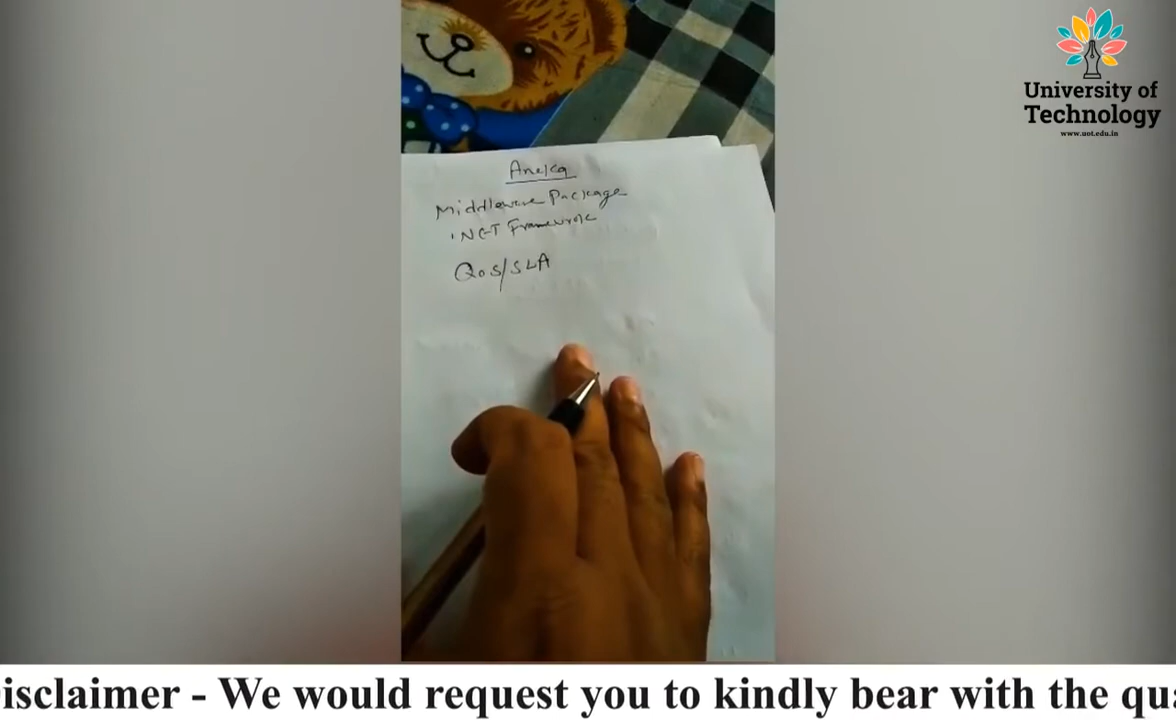 University of
Technology
www.uot.edu.in
Aneka
Middleware Package
.NET Framework
QoS/SLA
isclaimer - We would request you to kindly bear with the qu